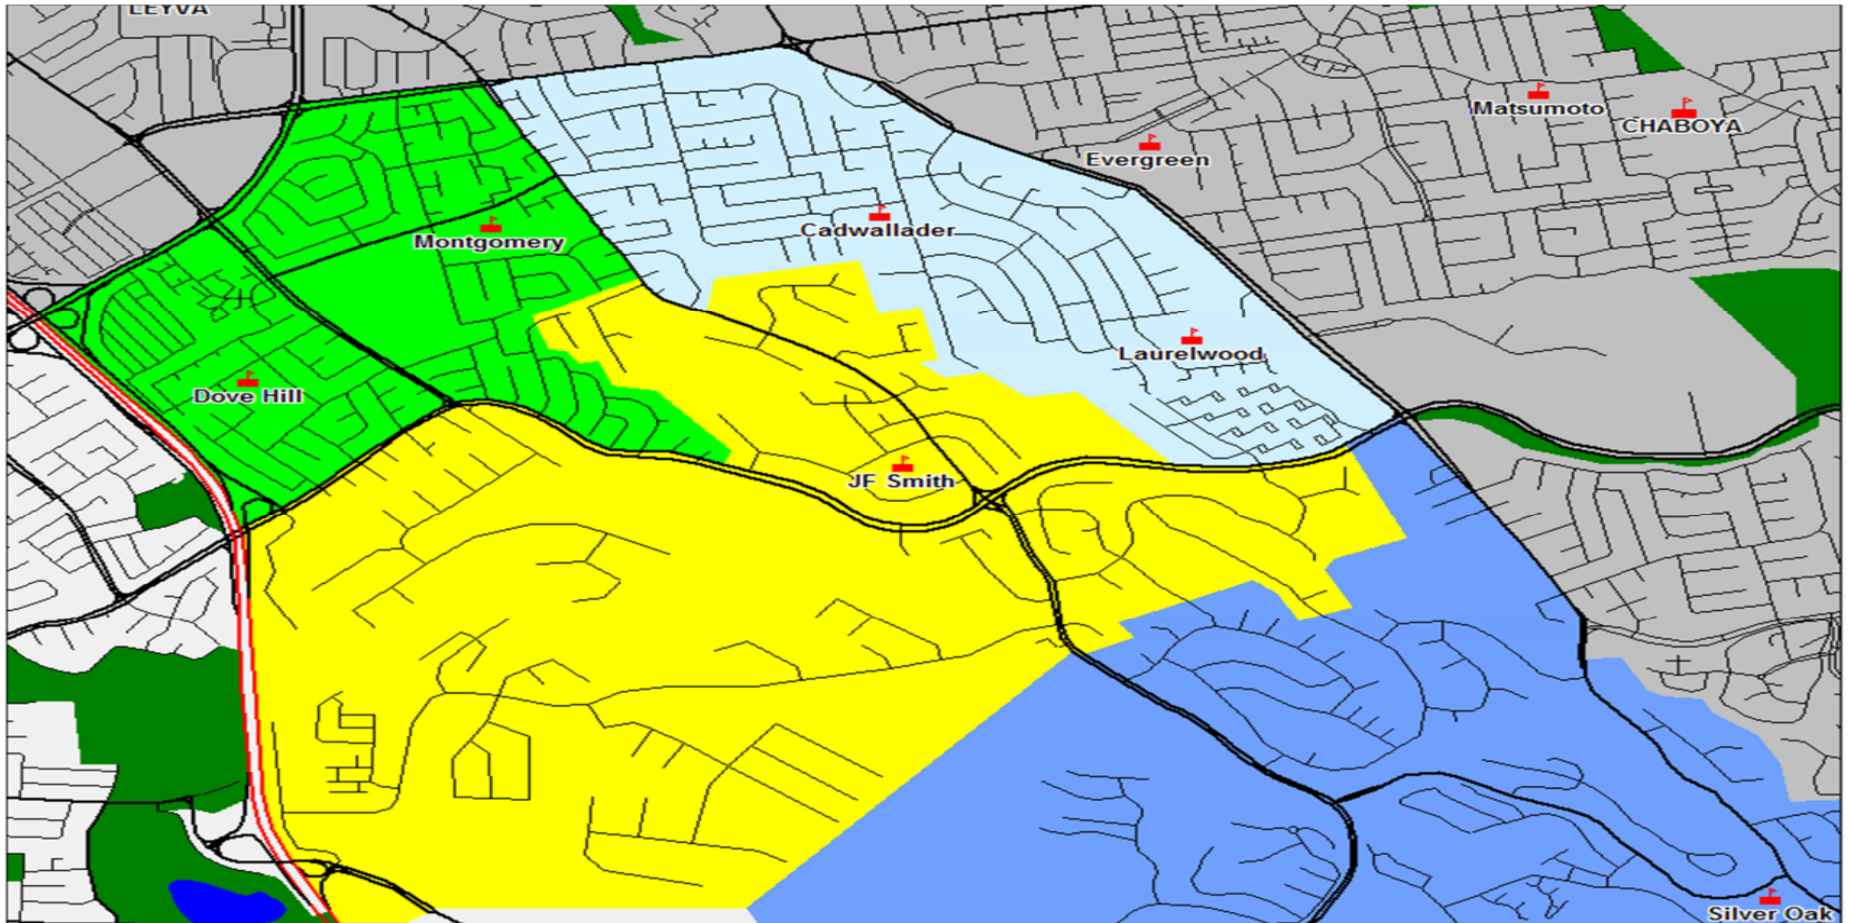 LEYVA
Matsumoto
CHABOYA
Evergreen
Cadwallader
Montgomery
Laurelwood
Dove Hill
JF Smith
Silver Oak